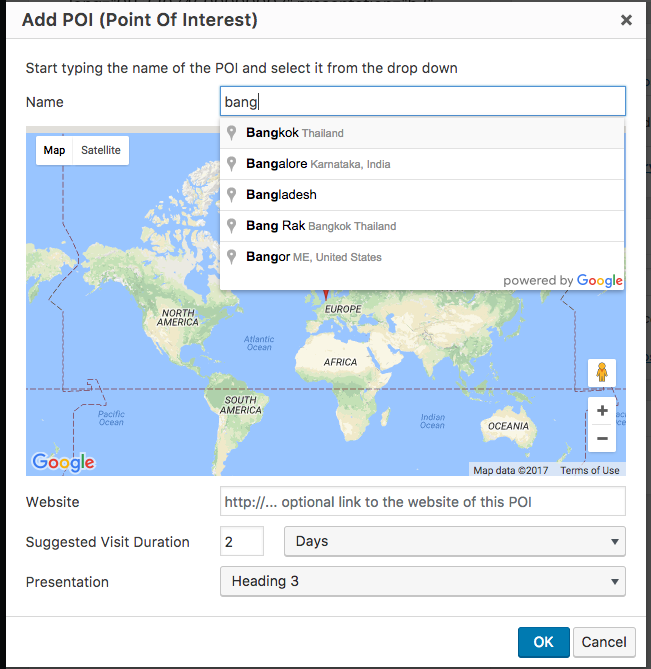 Add POI (Point Of Interest) ×
Start typing the name of the POI and select it from the drop down
Name bang
Map Satellite
Bangkok Thailand
Bangalore Karnataka, India
Bangladesh
Bang Rak Bangkok Thailand
Bangor ME, United States
powered by Google
NORTH
AMERICA
EUROPE
Atlantic
Ocean
AFRICA
SOUTH
AMERICA
Pacific
Ocean
Indian
Ocean
OCEANIA
+
−
Google
Map data ©2017 Terms of Use
Website http://... optional link to the website of this POI
Suggested Visit Duration 2 Days
Presentation Heading 3
OK Cancel